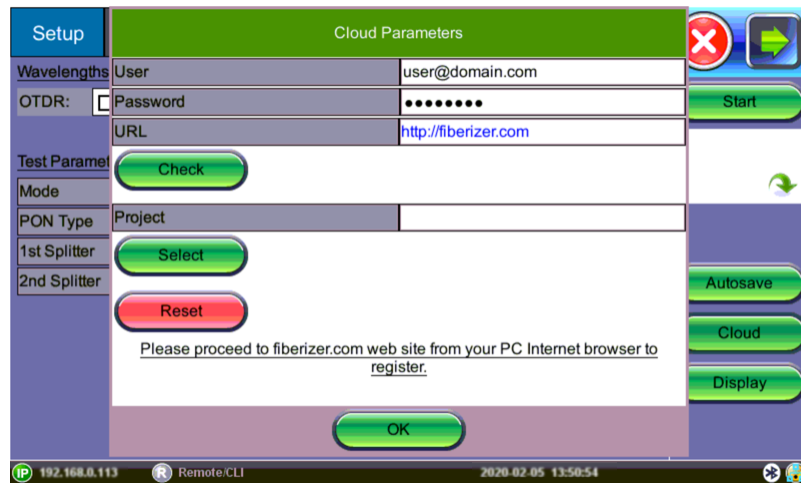 Setup
Cloud Parameters
Wavelengths
User
user@domain.com
OTDR:
Password
●●●●●●●●
Start
URL
http://fiberizer.com
Test Paramet
Check
Mode
PON Type
Project
1st Splitter
Select
2nd Splitter
Autosave
Reset
Cloud
Please proceed to fiberizer.com web site from your PC Internet browser to
register.
Display
OK
IP 192.168.0.113
R Remote/CLI
2020-02-05 13:50:54